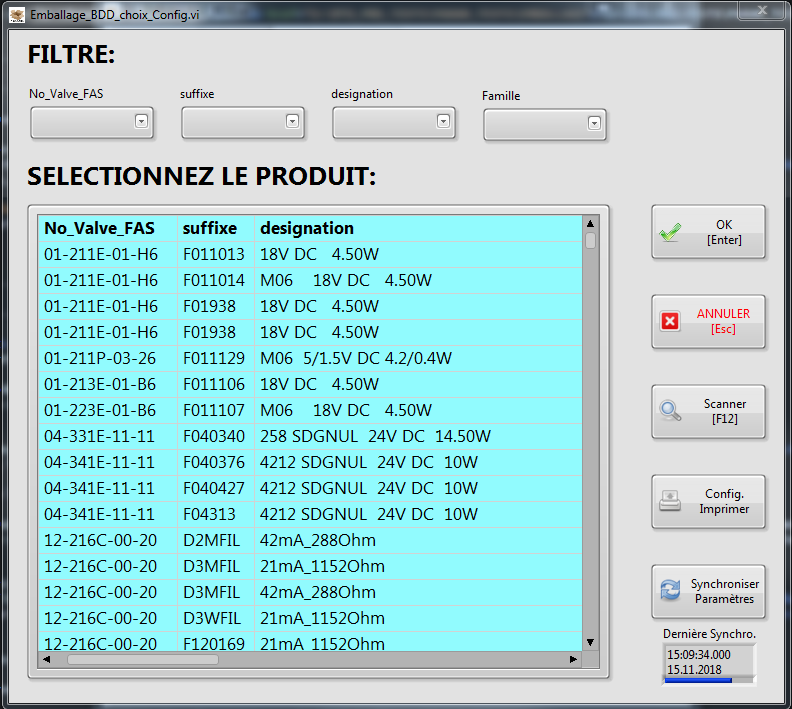 Emballage_BDD_choix_Config.vi
FILTRE:
No_Valve_FAS suffixe designation Famille
SELECTIONNEZ LE PRODUIT:
No_Valve_FAS suffixe designation
01-211E-01-H6 F011013 18V DC 4.50W
01-211E-01-H6 F011014 M06 18V DC 4.50W
01-211E-01-H6 F01938 18V DC 4.50W
01-211E-01-H6 F01938 18V DC 4.50W
01-211P-03-26 F011129 M06 5/1.5V DC 4.2/0.4W
01-213E-01-B6 F011106 18V DC 4.50W
01-223E-01-B6 F011107 M06 18V DC 4.50W
04-331E-11-11 F040340 258 SDGNUL 24V DC 14.50W
04-341E-11-11 F040376 4212 SDGNUL 24V DC 10W
04-341E-11-11 F040427 4212 SDGNUL 24V DC 10W
04-341E-11-11 F04313 4212 SDGNUL 24V DC 10W
12-216C-00-20 D2MFIL 42mA_288Ohm
12-216C-00-20 D3MFIL 21mA_1152Ohm
12-216C-00-20 D3MFIL 42mA_288Ohm
12-216C-00-20 D3WFIL 21mA_1152Ohm
12-216C-00-20 F120169 21mA_1152Ohm
OK
[Enter]
ANNULER
[Esc]
Scanner
[F12]
Config.
Imprimer
Synchroniser
Paramètres
Dernière Synchro.
15:09:34.000
15.11.2018